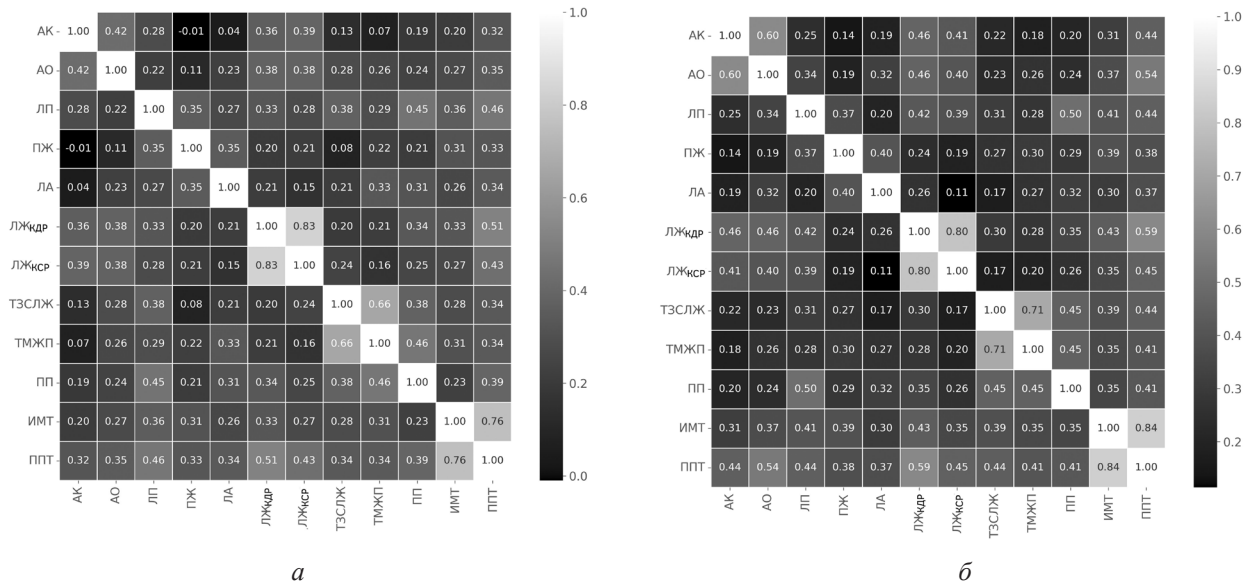 АК 1.00 0.42 0.28 -0.01 0.04 0.36 0.39 0.13 0.07 0.19 0.20 0.32
АО 0.42 1.00 0.22 0.11 0.23 0.38 0.38 0.28 0.26 0.24 0.27 0.35
ЛП 0.28 0.22 1.00 0.35 0.27 0.33 0.28 0.38 0.29 0.45 0.36 0.46
ПЖ -0.01 0.11 0.35 1.00 0.35 0.20 0.21 0.08 0.22 0.21 0.31 0.33
ЛА 0.04 0.23 0.27 0.35 1.00 0.21 0.15 0.21 0.33 0.31 0.26 0.34
ЛЖКДР 0.36 0.38 0.33 0.20 0.21 1.00 0.83 0.20 0.21 0.34 0.33 0.51
ЛЖКСР 0.39 0.38 0.28 0.21 0.15 0.83 1.00 0.24 0.16 0.25 0.27 0.43
ТЗСЛЖ 0.13 0.28 0.38 0.08 0.21 0.20 0.24 1.00 0.66 0.38 0.28 0.34
ТМЖП 0.07 0.26 0.29 0.22 0.33 0.21 0.16 0.66 1.00 0.46 0.31 0.34
ПП 0.19 0.24 0.45 0.21 0.31 0.34 0.25 0.38 0.46 1.00 0.23 0.39
ИМТ 0.20 0.27 0.36 0.31 0.26 0.33 0.27 0.28 0.31 0.23 1.00 0.76
ППТ 0.32 0.35 0.46 0.33 0.34 0.51 0.43 0.34 0.34 0.39 0.76 1.00
АК АО ЛП ПЖ ЛА ЛЖКДР ЛЖКСР ТЗСЛЖ ТМЖП ПП ИМТ ППТ
1.0
0.8
0.6
0.4
0.2
0.0
а
АК 1.00 0.60 0.25 0.14 0.19 0.46 0.41 0.22 0.18 0.20 0.31 0.44
АО 0.60 1.00 0.34 0.19 0.32 0.46 0.40 0.23 0.26 0.24 0.37 0.54
ЛП 0.25 0.34 1.00 0.37 0.20 0.42 0.39 0.31 0.28 0.50 0.41 0.44
ПЖ 0.14 0.19 0.37 1.00 0.40 0.24 0.19 0.27 0.30 0.29 0.39 0.38
ЛА 0.19 0.32 0.20 0.40 1.00 0.26 0.11 0.17 0.27 0.32 0.30 0.37
ЛЖКДР 0.46 0.46 0.42 0.24 0.26 1.00 0.80 0.30 0.28 0.35 0.43 0.59
ЛЖКСР 0.41 0.40 0.39 0.19 0.11 0.80 1.00 0.17 0.20 0.26 0.35 0.45
ТЗСЛЖ 0.22 0.23 0.31 0.27 0.17 0.30 0.17 1.00 0.71 0.45 0.39 0.44
ТМЖП 0.18 0.26 0.28 0.30 0.27 0.28 0.20 0.71 1.00 0.45 0.35 0.41
ПП 0.20 0.24 0.50 0.29 0.32 0.35 0.26 0.45 0.45 1.00 0.35 0.41
ИМТ 0.31 0.37 0.41 0.39 0.30 0.43 0.35 0.39 0.35 0.35 1.00 0.84
ППТ 0.44 0.54 0.44 0.38 0.37 0.59 0.45 0.44 0.41 0.41 0.84 1.00
АК АО ЛП ПЖ ЛА ЛЖКДР ЛЖКСР ТЗСЛЖ ТМЖП ПП ИМТ ППТ
1.0
0.9
0.8
0.7
0.6
0.5
0.4
0.3
0.2
б